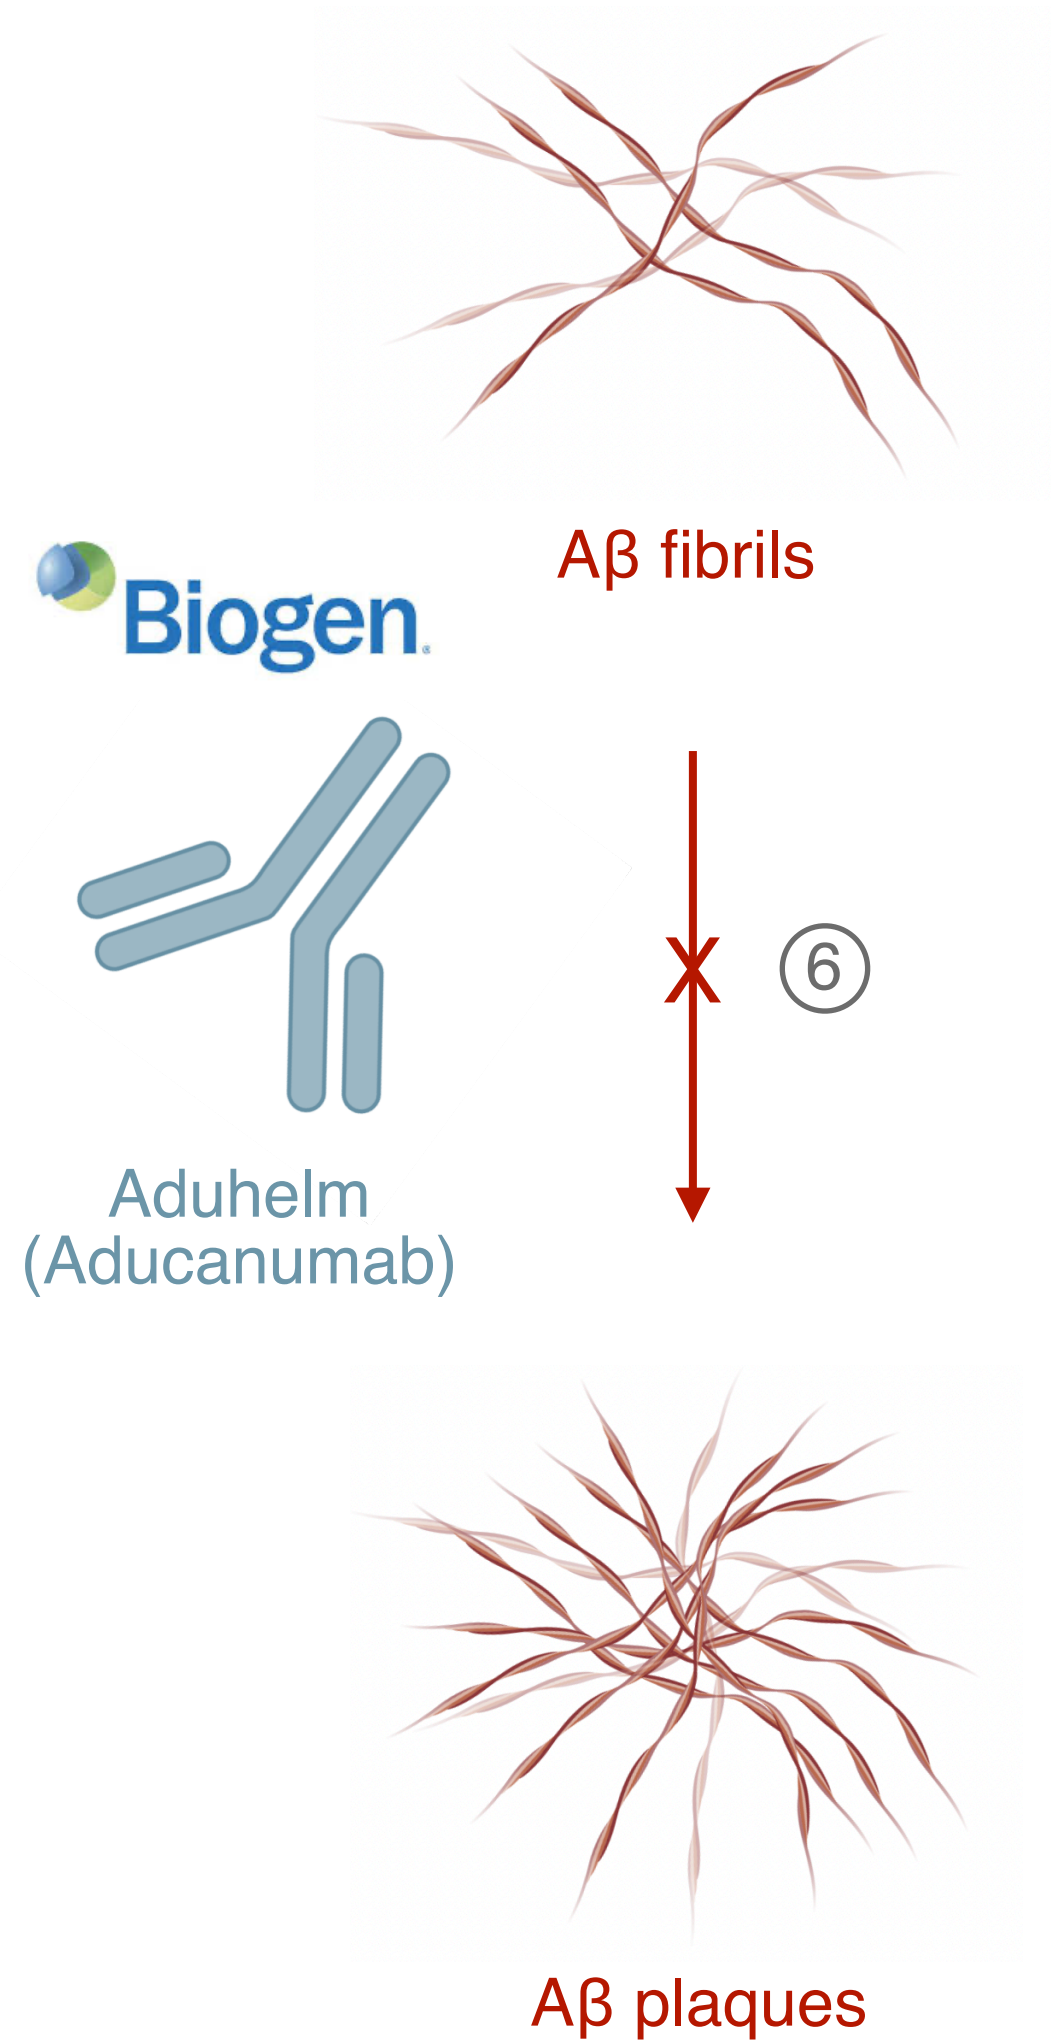 Aβ fibrils
Biogen®
X
6
Aduhelm
(Aducanumab)
Aβ plaques